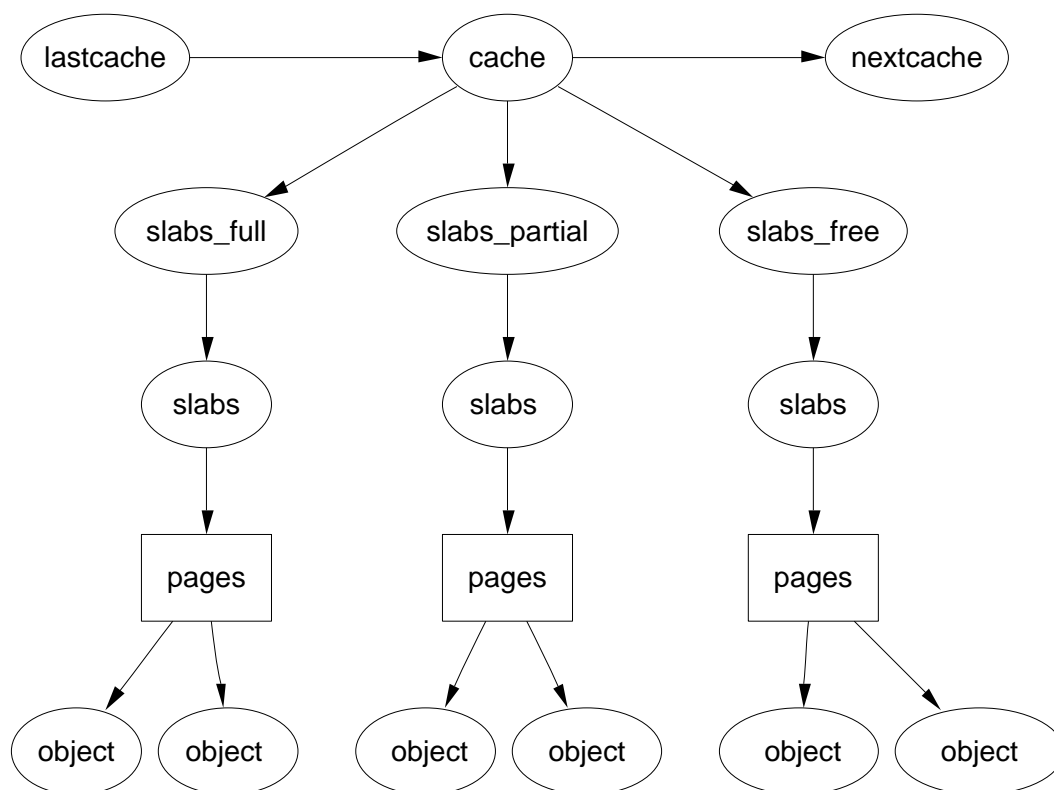 lastcache
cache
nextcache
slabs_full
slabs_partial
slabs_free
slabs
slabs
slabs
pages
pages
pages
object
object
object
object
object
object